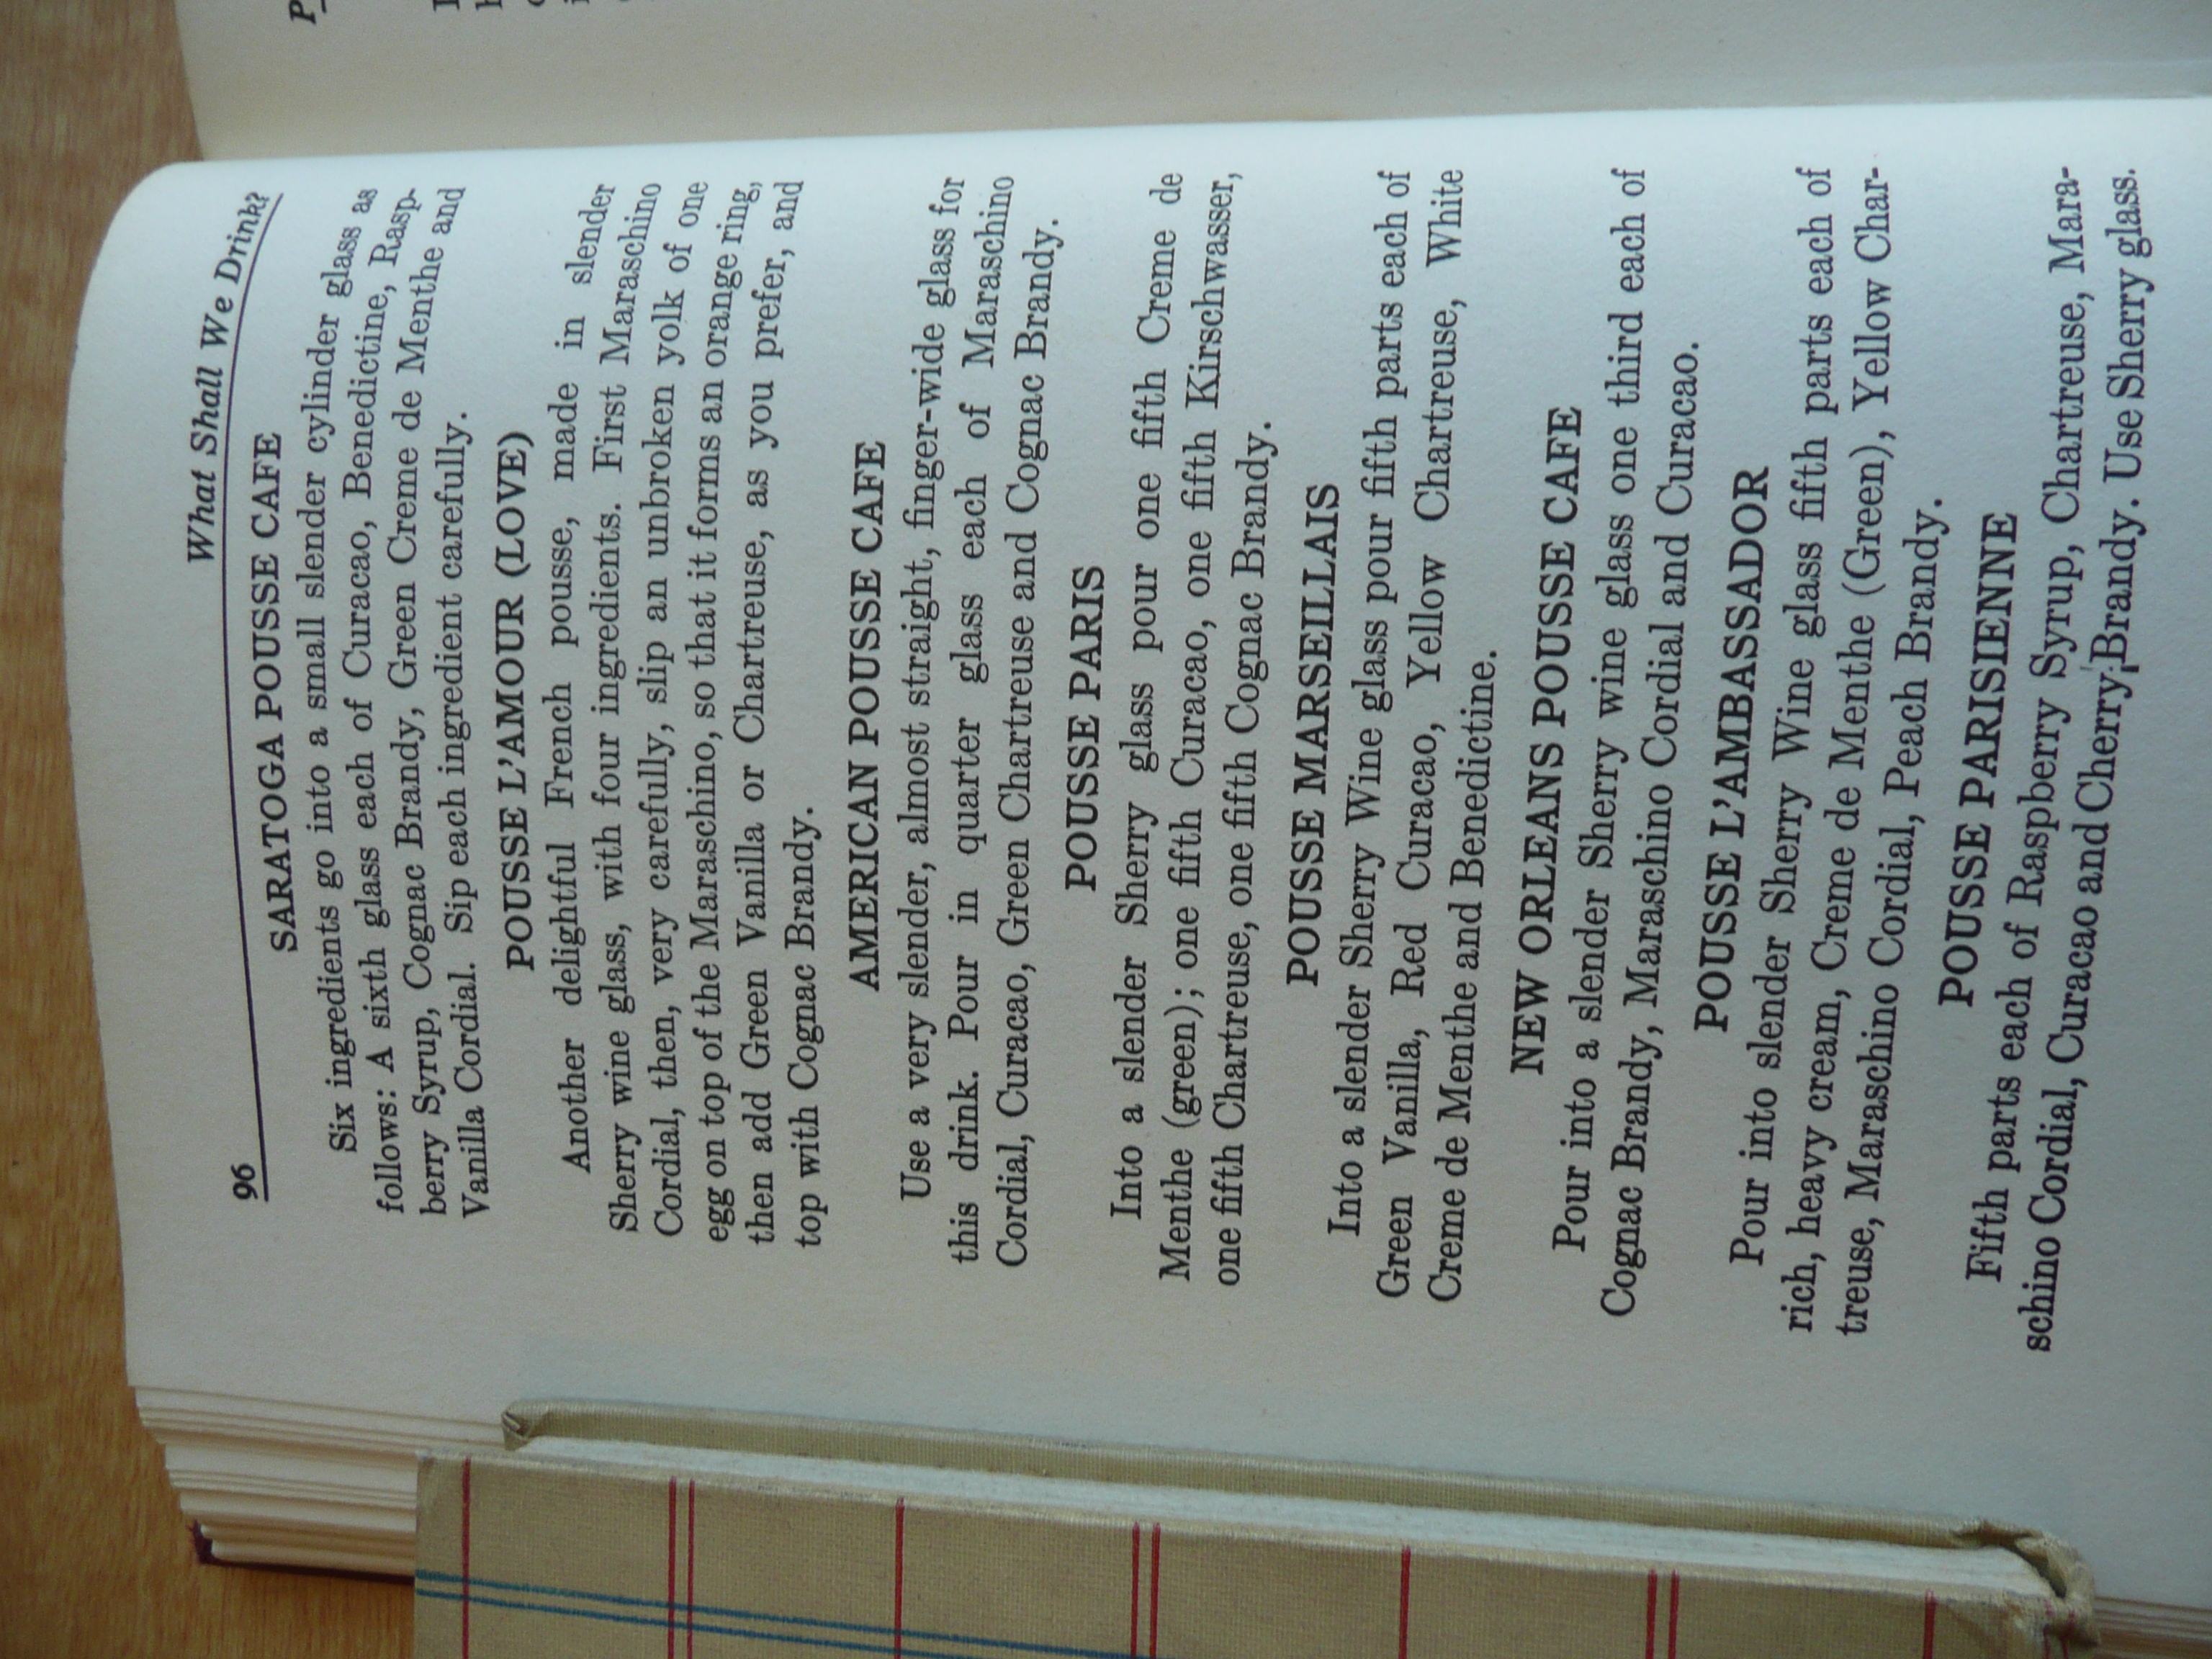 96
What Shall We Drink?
SARATOGA POUSSE CAFE
Six ingredients go into a small slender cylinder glass as
follows: A sixth glass each of Curacao, Benedictine, Rasp-
berry Syrup, Cognac Brandy, Green Creme de Menthe and
Vanilla Cordial. Sip each ingredient carefully.
POUSSE L'AMOUR (LOVE)
Another delightful French pousse, made in slender
Sherry wine glass, with four ingredients. First Maraschino
Cordial, then, very carefully, slip an unbroken yolk of one
egg on top of the Maraschino, so that it forms an orange ring,
then add Green Vanilla or Chartreuse, as you prefer, and
top with Cognac Brandy.
AMERICAN POUSSE CAFE
Use a very slender, almost straight, finger-wide glass for
this drink. Pour in quarter glass each of Maraschino
Cordial, Curacao, Green Chartreuse and Cognac Brandy.
POUSSE PARIS
Into a slender Sherry glass pour one fifth Creme de
Menthe (green); one fifth Curacao, one fifth Kirschwasser,
one fifth Chartreuse, one fifth Cognac Brandy.
POUSSE MARSEILLAIS
Into a slender Sherry Wine glass pour fifth parts each of
Green Vanilla, Red Curacao, Yellow Chartreuse, White
Creme de Menthe and Benedictine.
NEW ORLEANS POUSSE CAFE
Pour into a slender Sherry wine glass one third each of
Cognac Brandy, Maraschino Cordial and Curacao.
POUSSE L'AMBASSADOR
Pour into slender Sherry Wine glass fifth parts each of
rich, heavy cream, Creme de Menthe (Green), Yellow Char-
treuse, Maraschino Cordial, Peach Brandy.
POUSSE PARISIENNE
Fifth parts each of Raspberry Syrup, Chartreuse, Mara-
schino Cordial, Curacao and Cherry Brandy. Use Sherry glass.